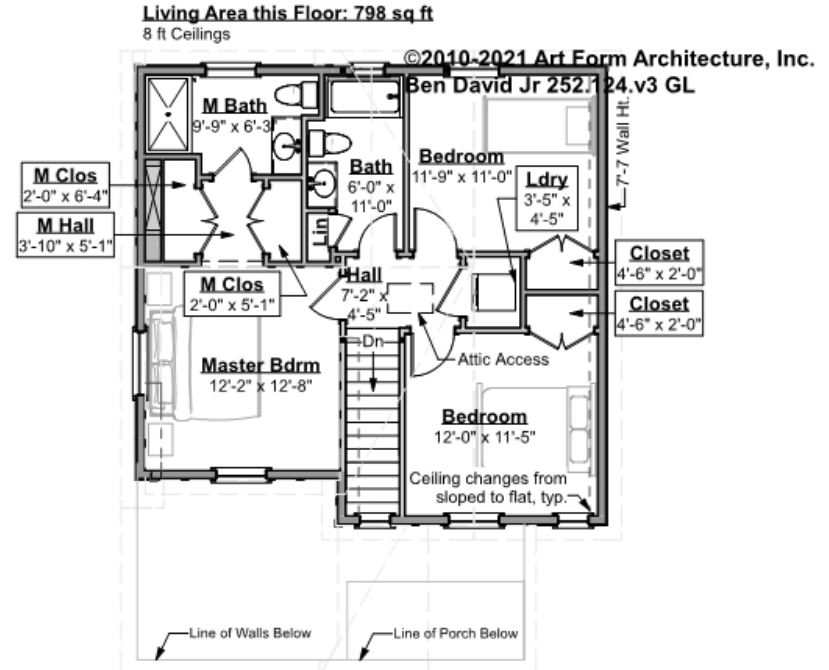 Living Area this Floor: 798 sq ft
8 ft Ceilings
©2010-2021 Art Form Architecture, Inc.
Ben David Jr 252.124.v3 GL
M Bath
9'-9" x 6'-3
Bath
6'-0" x
11'-0"
Bedroom
11'-9" x 11'-0"
7'-7 Wall Ht.
Ldry
3'-5" x
4'-5"
M Clos
2'-0" x 6'-4"
M Hall
3'-10" x 5'-1"
Lin
Closet
4'-6" x 2'-0"
M Clos
2'-0" x 5'-1"
Hall
7'-2" x
4'-5"
Closet
4'-6" x 2'-0"
Dn
Attic Access
Master Bdrm
12'-2" x 12'-8"
Bedroom
12'-0" x 11'-5"
Ceiling changes from
sloped to flat, typ.
Line of Walls Below
Line of Porch Below